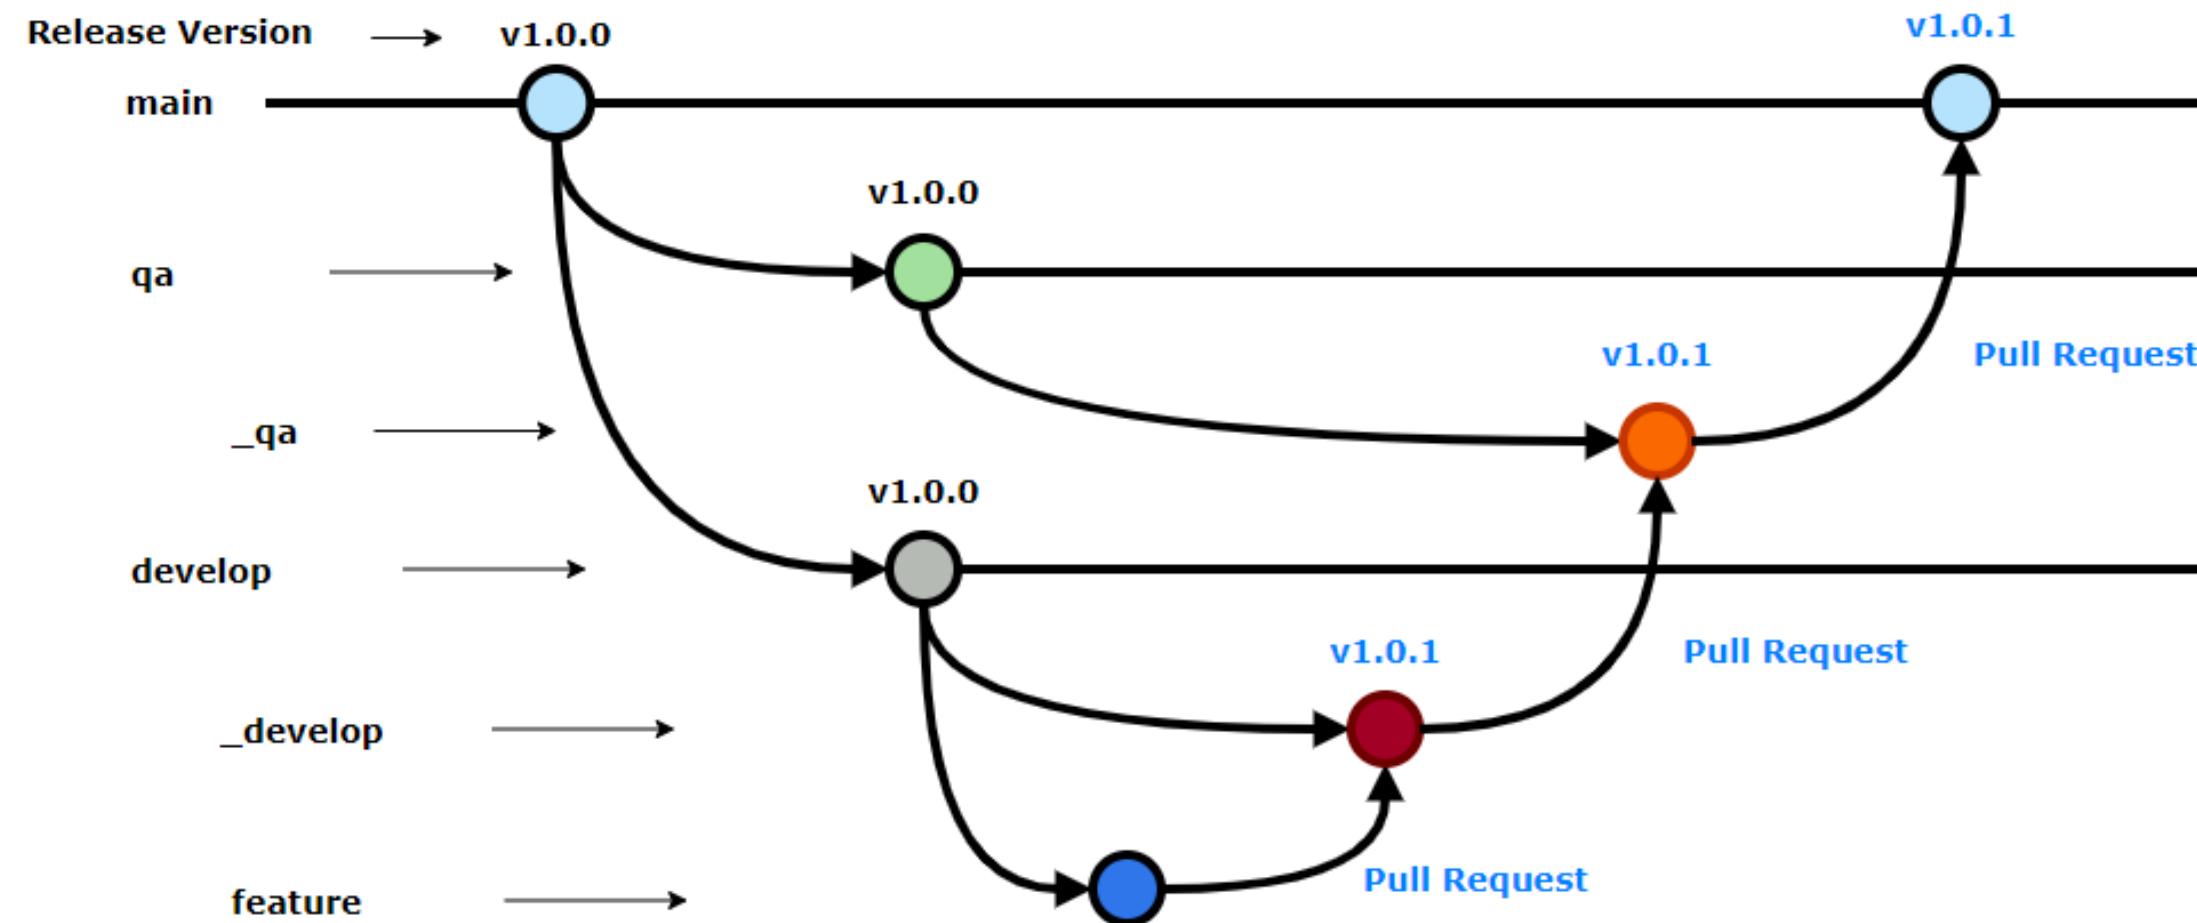 Release Version
v1.0.0
v1.0.1
main
v1.0.0
qa
v1.0.1
Pull Request
_qa
v1.0.0
develop
v1.0.1
Pull Request
_develop
Pull Request
feature